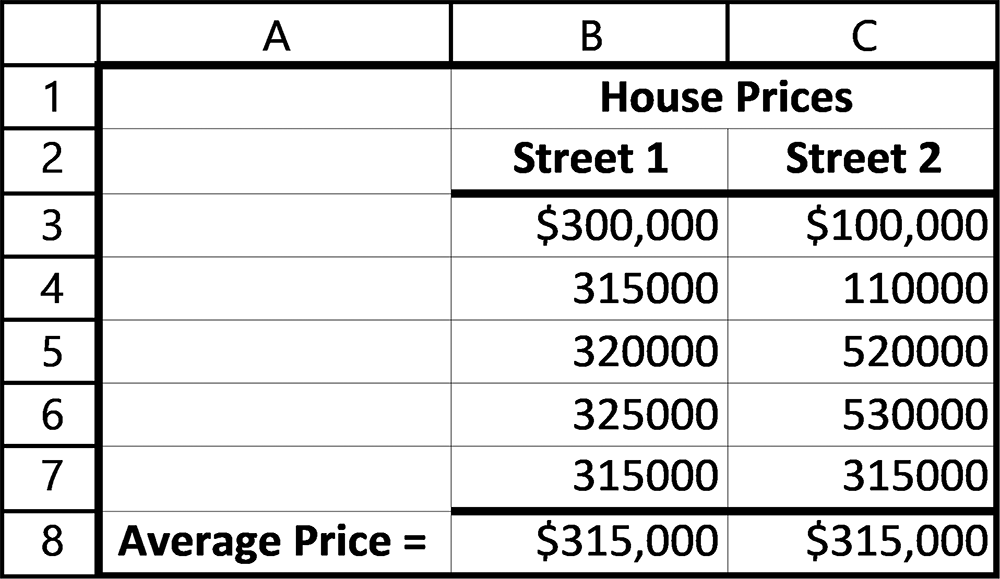 A B C
1 House Prices
2 Street 1 Street 2
3 $300,000 $100,000
4 315000 110000
5 320000 520000
6 325000 530000
7 315000 315000
8 Average Price = $315,000 $315,000